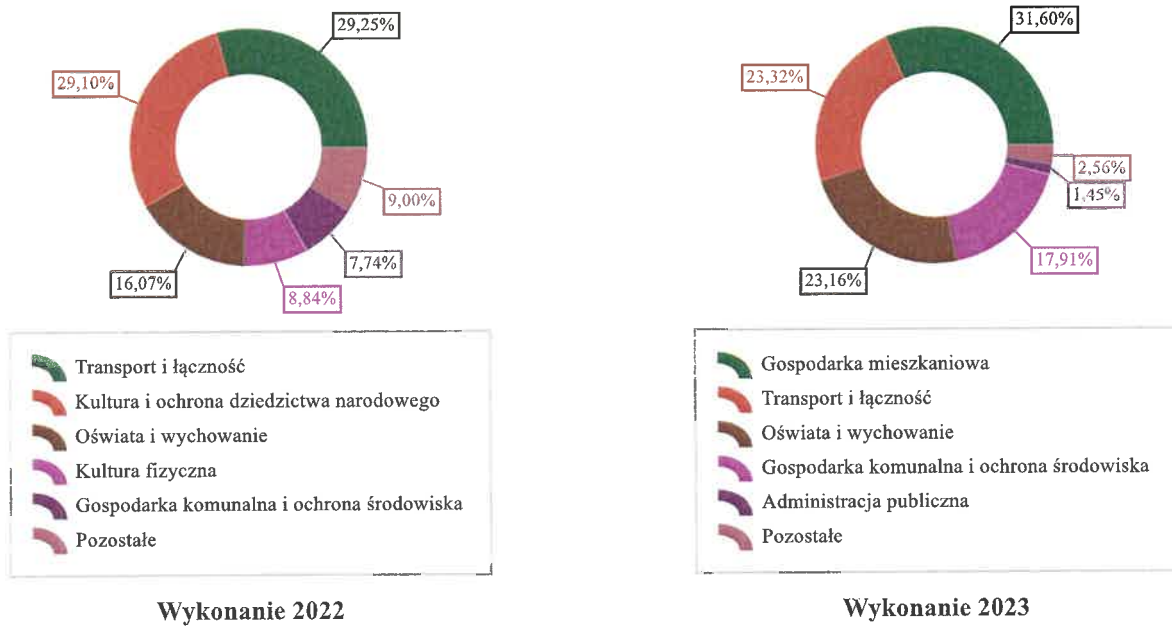 29,25%
29,10%
9,00%
7,74%
8,84%
16,07%
Transport i łączność
Kultura i ochrona dziedzictwa narodowego
Oświata i wychowanie
Kultura fizyczna
Gospodarka komunalna i ochrona środowiska
Pozostałe
Wykonanie 2022
31,60%
23,32%
2,56%
1,45%
17,91%
23,16%
Gospodarka mieszkaniowa
Transport i łączność
Oświata i wychowanie
Gospodarka komunalna i ochrona środowiska
Administracja publiczna
Pozostałe
Wykonanie 2023